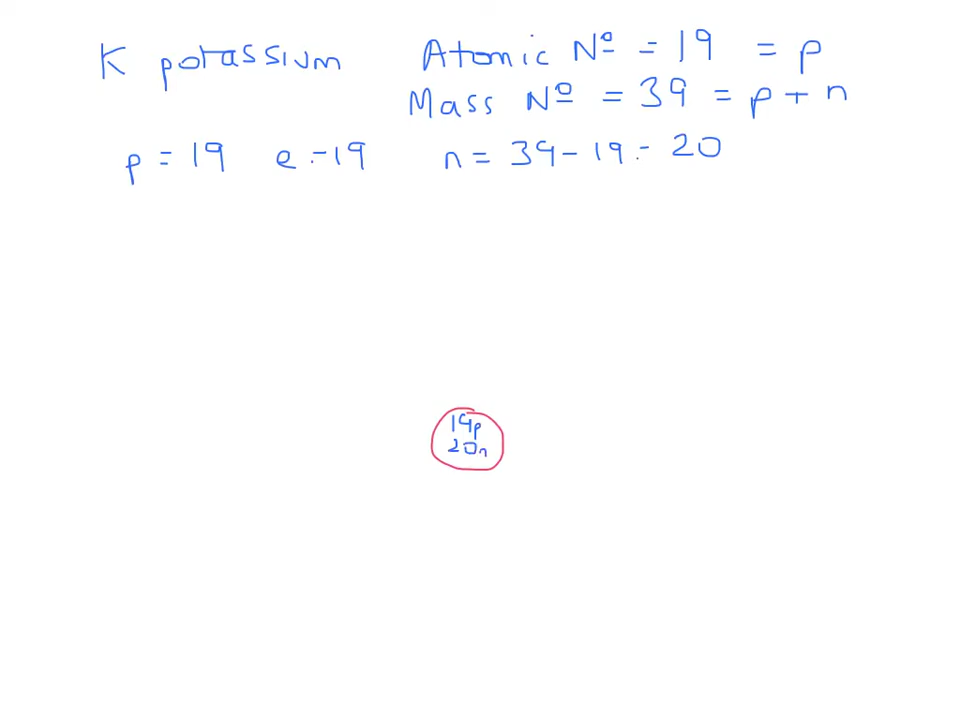 K potassium Atomic Nº = 19 = p
Mass Nº = 39 = p + n
p = 19 e = 19 n = 39 - 19 = 20
19p
20n